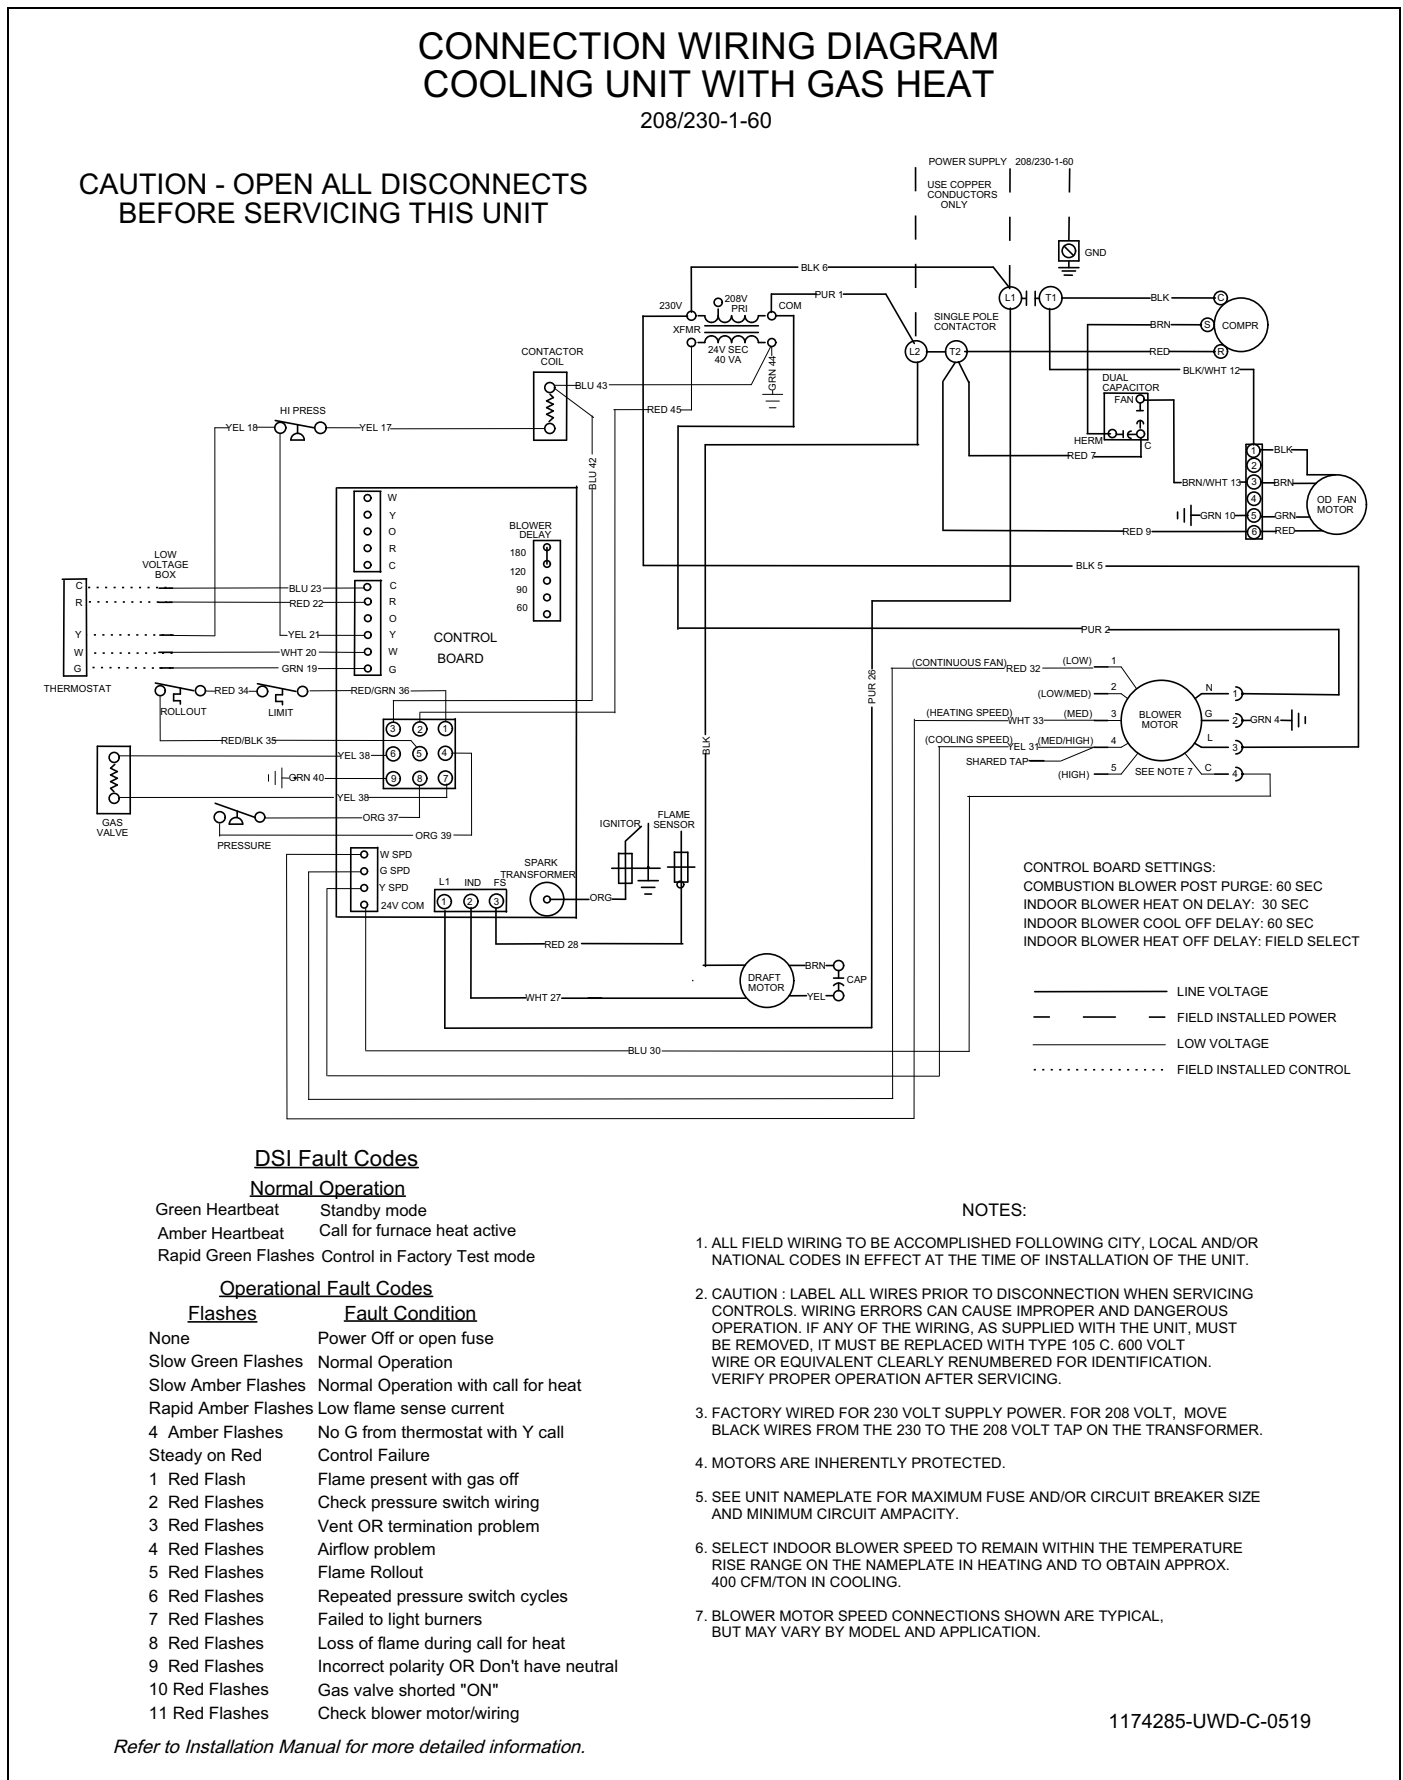 CONNECTION WIRING DIAGRAM
COOLING UNIT WITH GAS HEAT
208/230-1-60
CAUTION - OPEN ALL DISCONNECTS
BEFORE SERVICING THIS UNIT
POWER SUPPLY 208/230-1-60
USE COPPER
CONDUCTORS
ONLY
GND
BLK 6
PUR 1
230V
208V
PRI
COM
XFMR
24V SEC
40 VA
GRN 44
L1
T1
SINGLE POLE
CONTACTOR
L2
T2
BLK
C
BRN
S
COMPR
RED
R
BLK/WHT 12
DUAL
CAPACITOR
FAN
HERM
C
RED 7
CONTACTOR
COIL
BLU 43
RED 45
HI PRESS
YEL 18
YEL 17
BLU 42
1
2
3
4
5
6
BLK
BRN/WHT 13
BRN
OD FAN
MOTOR
GRN 10
GRN
RED 9
RED
W
Y
O
R
C
BLOWER
DELAY
180
120
90
60
LOW
VOLTAGE
BOX
C
R
Y
W
G
THERMOSTAT
BLU 23
RED 22
YEL 21
WHT 20
GRN 19
C
R
O
Y
W
G
CONTROL
BOARD
BLK 5
PUR 2
PUR 26
BLK
ROLLOUT
RED 34
LIMIT
RED/GRN 36
RED/BLK 35
3 2 1
6 5 4
9 8 7
YEL 38
GRN 40
YEL 38
GAS
VALVE
ORG 37
ORG 39
PRESSURE
(CONTINUOUS FAN)
RED 32
(LOW)
1
(LOW/MED)
2
(HEATING SPEED)
WHT 33
(MED)
3
(COOLING SPEED)
YEL 31
(MED/HIGH)
4
SHARED TAP
(HIGH)
5
BLOWER
MOTOR
SEE NOTE 7
N
1
G
2
GRN 4
L
3
C
4
W SPD
G SPD
Y SPD
24V COM
L1 IND FS
1 2 3
SPARK
TRANSFORMER
IGNITOR
FLAME
SENSOR
ORG
RED 28
WHT 27
DRAFT
MOTOR
BRN
YEL
CAP
BLU 30
CONTROL BOARD SETTINGS:
COMBUSTION BLOWER POST PURGE: 60 SEC
INDOOR BLOWER HEAT ON DELAY: 30 SEC
INDOOR BLOWER COOL OFF DELAY: 60 SEC
INDOOR BLOWER HEAT OFF DELAY: FIELD SELECT
LINE VOLTAGE
FIELD INSTALLED POWER
LOW VOLTAGE
FIELD INSTALLED CONTROL
DSI Fault Codes
Normal Operation
Green Heartbeat Standby mode
Amber Heartbeat Call for furnace heat active
Rapid Green Flashes Control in Factory Test mode
Operational Fault Codes
Flashes Fault Condition
None Power Off or open fuse
Slow Green Flashes Normal Operation
Slow Amber Flashes Normal Operation with call for heat
Rapid Amber Flashes Low flame sense current
4 Amber Flashes No G from thermostat with Y call
Steady on Red Control Failure
1 Red Flash Flame present with gas off
2 Red Flashes Check pressure switch wiring
3 Red Flashes Vent OR termination problem
4 Red Flashes Airflow problem
5 Red Flashes Flame Rollout
6 Red Flashes Repeated pressure switch cycles
7 Red Flashes Failed to light burners
8 Red Flashes Loss of flame during call for heat
9 Red Flashes Incorrect polarity OR Don't have neutral
10 Red Flashes Gas valve shorted "ON"
11 Red Flashes Check blower motor/wiring
Refer to Installation Manual for more detailed information.
NOTES:
1. ALL FIELD WIRING TO BE ACCOMPLISHED FOLLOWING CITY, LOCAL AND/OR
NATIONAL CODES IN EFFECT AT THE TIME OF INSTALLATION OF THE UNIT.
2. CAUTION : LABEL ALL WIRES PRIOR TO DISCONNECTION WHEN SERVICING
CONTROLS. WIRING ERRORS CAN CAUSE IMPROPER AND DANGEROUS
OPERATION. IF ANY OF THE WIRING, AS SUPPLIED WITH THE UNIT, MUST
BE REMOVED, IT MUST BE REPLACED WITH TYPE 105 C. 600 VOLT
WIRE OR EQUIVALENT CLEARLY RENUMBERED FOR IDENTIFICATION.
VERIFY PROPER OPERATION AFTER SERVICING.
3. FACTORY WIRED FOR 230 VOLT SUPPLY POWER. FOR 208 VOLT, MOVE
BLACK WIRES FROM THE 230 TO THE 208 VOLT TAP ON THE TRANSFORMER.
4. MOTORS ARE INHERENTLY PROTECTED.
5. SEE UNIT NAMEPLATE FOR MAXIMUM FUSE AND/OR CIRCUIT BREAKER SIZE
AND MINIMUM CIRCUIT AMPACITY.
6. SELECT INDOOR BLOWER SPEED TO REMAIN WITHIN THE TEMPERATURE
RISE RANGE ON THE NAMEPLATE IN HEATING AND TO OBTAIN APPROX.
400 CFM/TON IN COOLING.
7. BLOWER MOTOR SPEED CONNECTIONS SHOWN ARE TYPICAL,
BUT MAY VARY BY MODEL AND APPLICATION.
1174285-UWD-C-0519